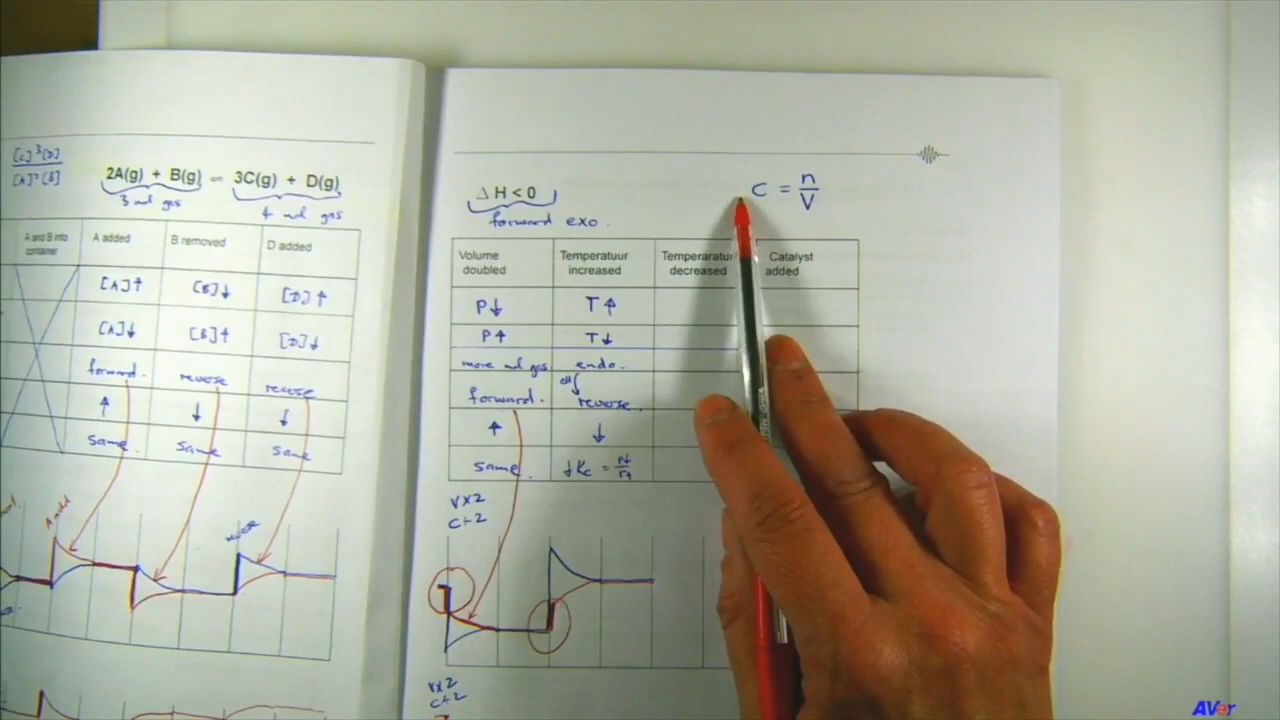 [C]³[D]
[A]²[B]
2A(g) + B(g) = 3C(g) + D(g)
3 mol gas
4 mol gas
A and B into container A added B removed D added
[A]↑ [B]↓ [D]↑
[A]↓ [B]↑ [D]↓
forward. reverse reverse
↑ ↓ ↓
same. same same
A added
ΔH < 0
forward exo.
C = n/V
Volume doubled Temperatuur increased Temperaratu decreased Catalyst added
P↓ T↑
P↑ T↓
more mol gas endo.
forward. reverse.
↑ ↓
same. ↓Kc = P↓/r↑
V×2
C÷2
V×2
C÷2
AVer